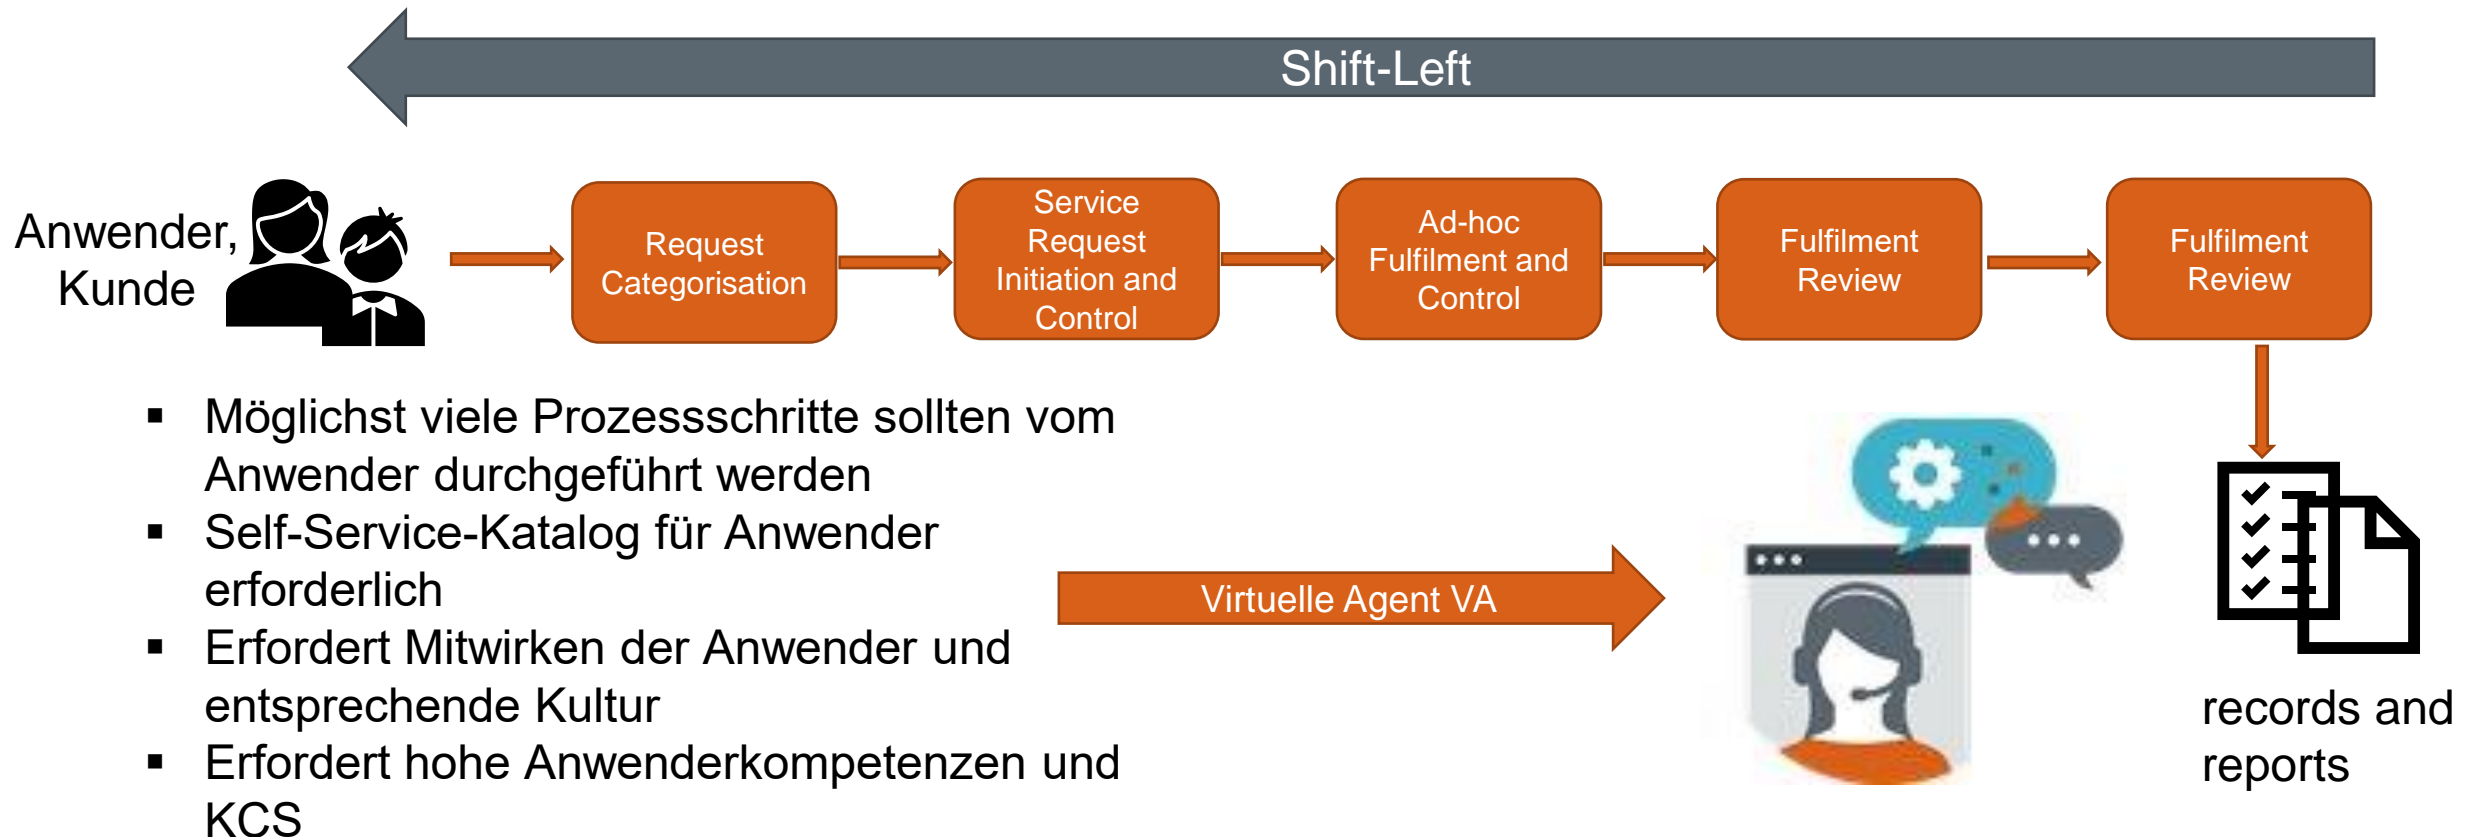 Shift-Left
Anwender,
Kunde
Request
Categorisation
Service
Request
Initiation and
Control
Ad-hoc
Fulfilment and
Control
Fulfilment
Review
Fulfilment
Review
▪ Möglichst viele Prozessschritte sollten vom
Anwender durchgeführt werden
▪ Self-Service-Katalog für Anwender
erforderlich
▪ Erfordert Mitwirken der Anwender und
entsprechende Kultur
▪ Erfordert hohe Anwenderkompetenzen und
KCS
Virtuelle Agent VA
records and
reports